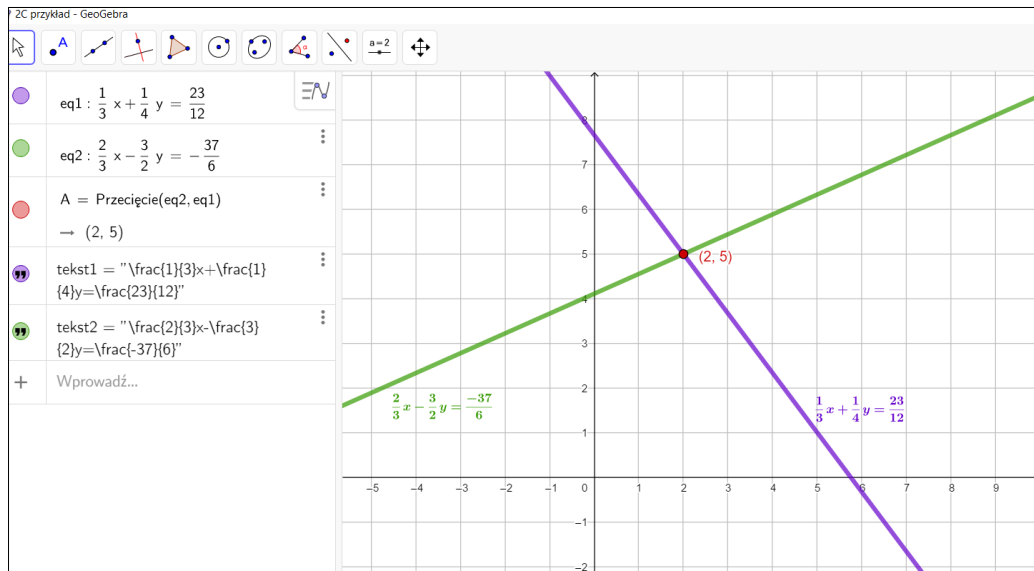 2C przykład - GeoGebra
A
α
a=2
eq1 : 1/3 x + 1/4 y = 23/12
eq2 : 2/3 x − 3/2 y = −37/6
A = Przecięcie(eq2, eq1)
→ (2, 5)
tekst1 = "\frac{1}{3}x+\frac{1}
{4}y=\frac{23}{12}"
tekst2 = "\frac{2}{3}x-\frac{3}
{2}y=\frac{-37}{6}"
+ Wprowadź...
8
7
6
5
(2, 5)
4
3
2
2/3 x − 3/2 y = −37/6
1/3 x + 1/4 y = 23/12
1
−5 −4 −3 −2 −1 0 1 2 3 4 5 6 7 8 9
−1
−2